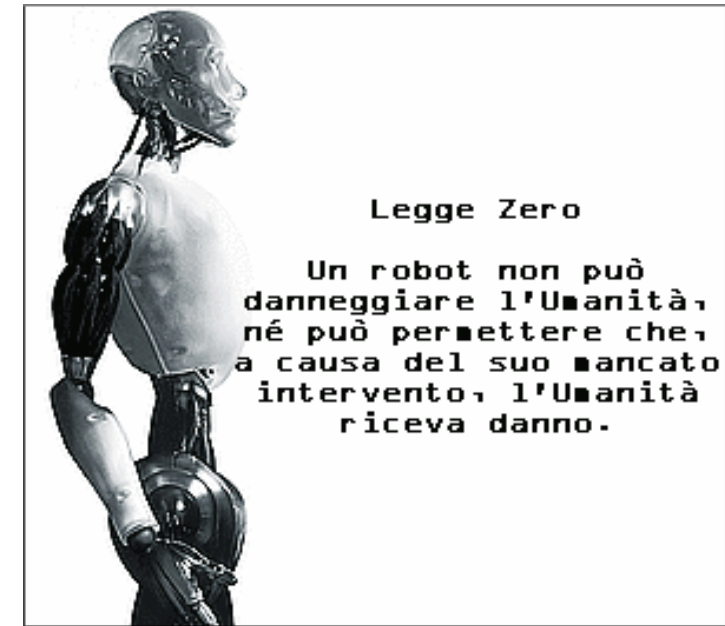 Legge Zero
Un robot non può
danneggiare l'Umanità,
né può permettere che,
a causa del suo mancato
intervento, l'Umanità
riceva danno.